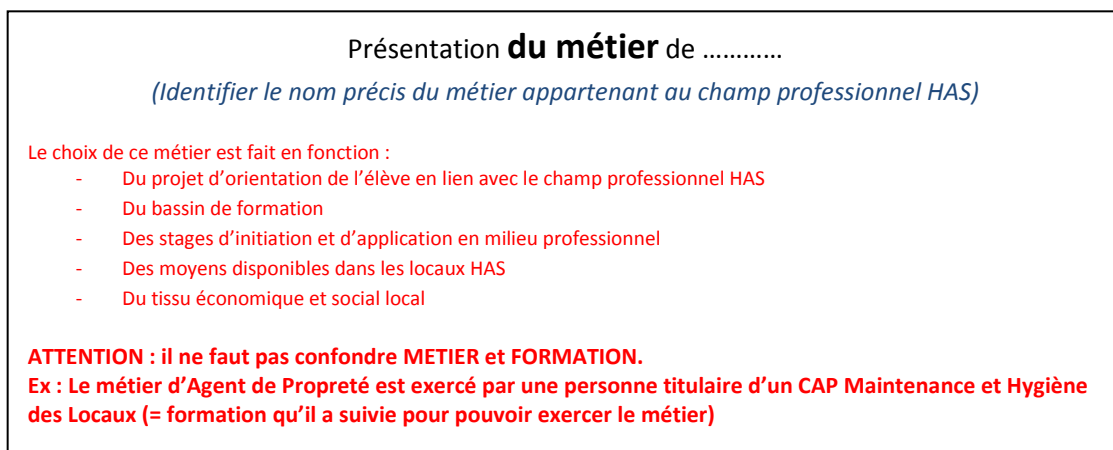 Présentation du métier de …………
(Identifier le nom précis du métier appartenant au champ professionnel HAS)
Le choix de ce métier est fait en fonction :
- Du projet d’orientation de l’élève en lien avec le champ professionnel HAS
- Du bassin de formation
- Des stages d’initiation et d’application en milieu professionnel
- Des moyens disponibles dans les locaux HAS
- Du tissu économique et social local
ATTENTION : il ne faut pas confondre METIER et FORMATION.
Ex : Le métier d’Agent de Propreté est exercé par une personne titulaire d’un CAP Maintenance et Hygiène
des Locaux (= formation qu’il a suivie pour pouvoir exercer le métier)